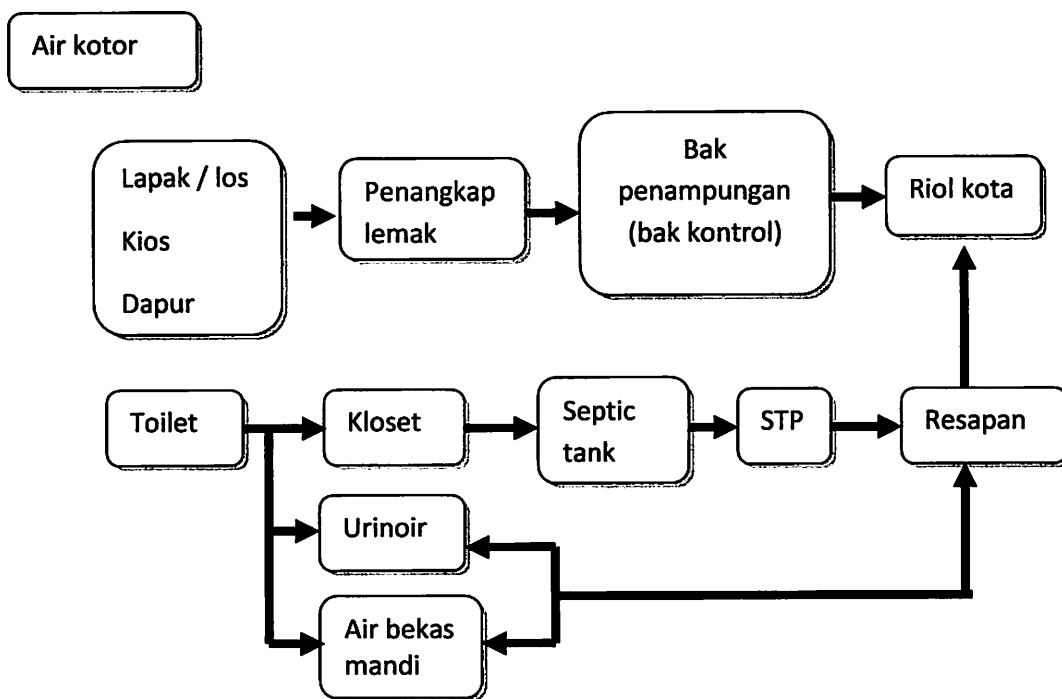 Air kotor
Lapak / los
Kios
Dapur
Penangkap
lemak
Bak
penampungan
(bak kontrol)
Riol kota
Toilet
Kloset
Septic
tank
STP
Resapan
Urinoir
Air bekas
mandi